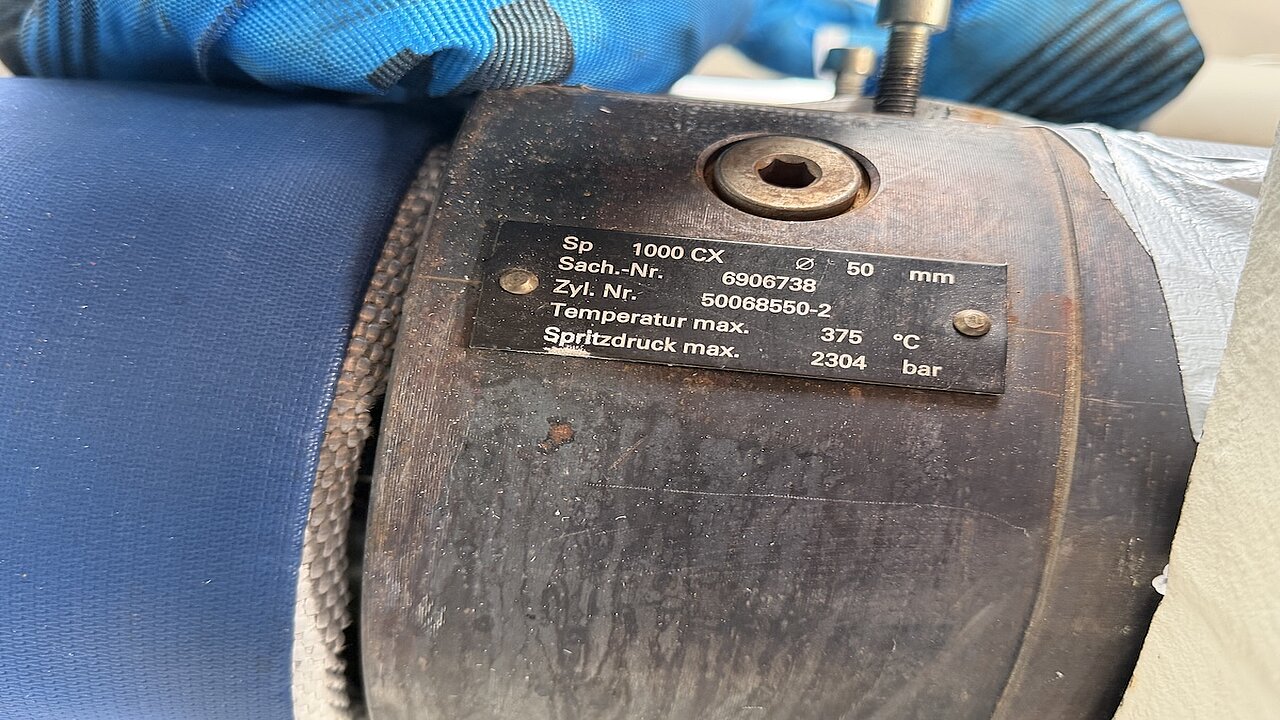 Sp 1000 CX ⌀ 50 mm
Sach.-Nr. 6906738
Zyl. Nr. 50068550-2
Temperatur max. 375 °C
Spritzdruck max. 2304 bar